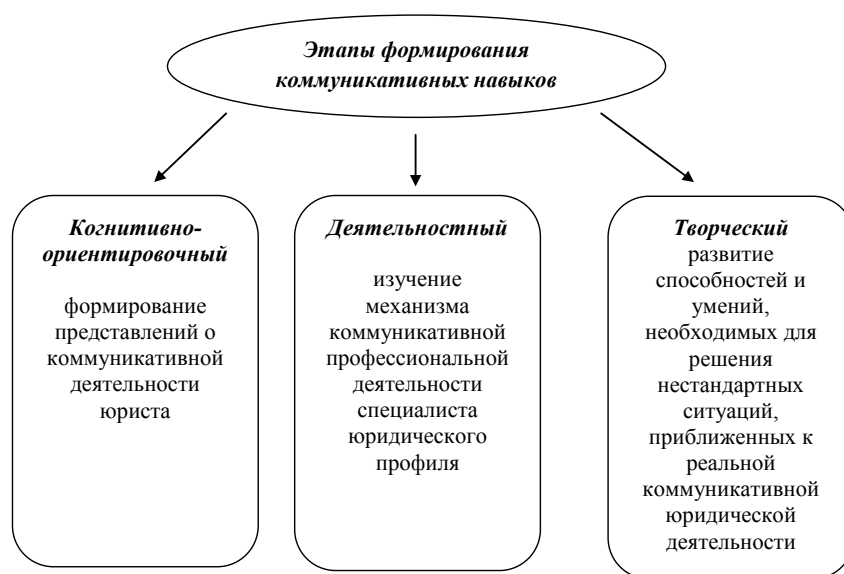 Этапы формирования
коммуникативных навыков
Когнитивно-
ориентировочный
формирование
представлений о
коммуникативной
деятельности
юриста
Деятельностный
изучение
механизма
коммуникативной
профессиональной
деятельности
специалиста
юридического
профиля
Творческий
развитие
способностей и
умений,
необходимых для
решения
нестандартных
ситуаций,
приближенных к
реальной
коммуникативной
юридической
деятельности